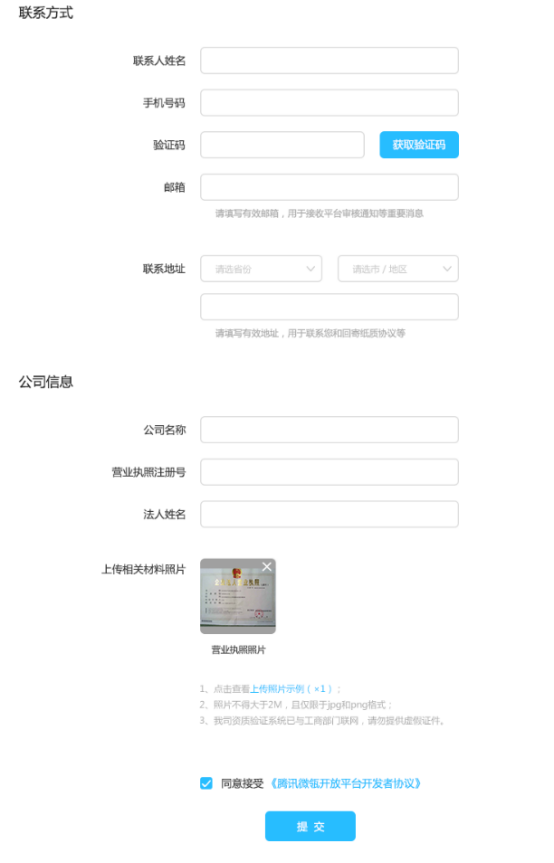 联系方式
联系人姓名
手机号码
验证码 获取验证码
邮箱
请填写有效邮箱，用于接收平台审核通知等重要消息
联系地址 请选省份 请选市 / 地区
请填写有效地址，用于联系您和回寄纸质协议等
公司信息
公司名称
营业执照注册号
法人姓名
上传相关材料照片
营业执照照片
1、点击查看上传照片示例（×1）；
2、照片不得大于2M，且仅限于jpg和png格式；
3、我司资质验证系统已与工商部门联网，请勿提供虚假证件。
同意接受《腾讯微瓴开放平台开发者协议》
提 交